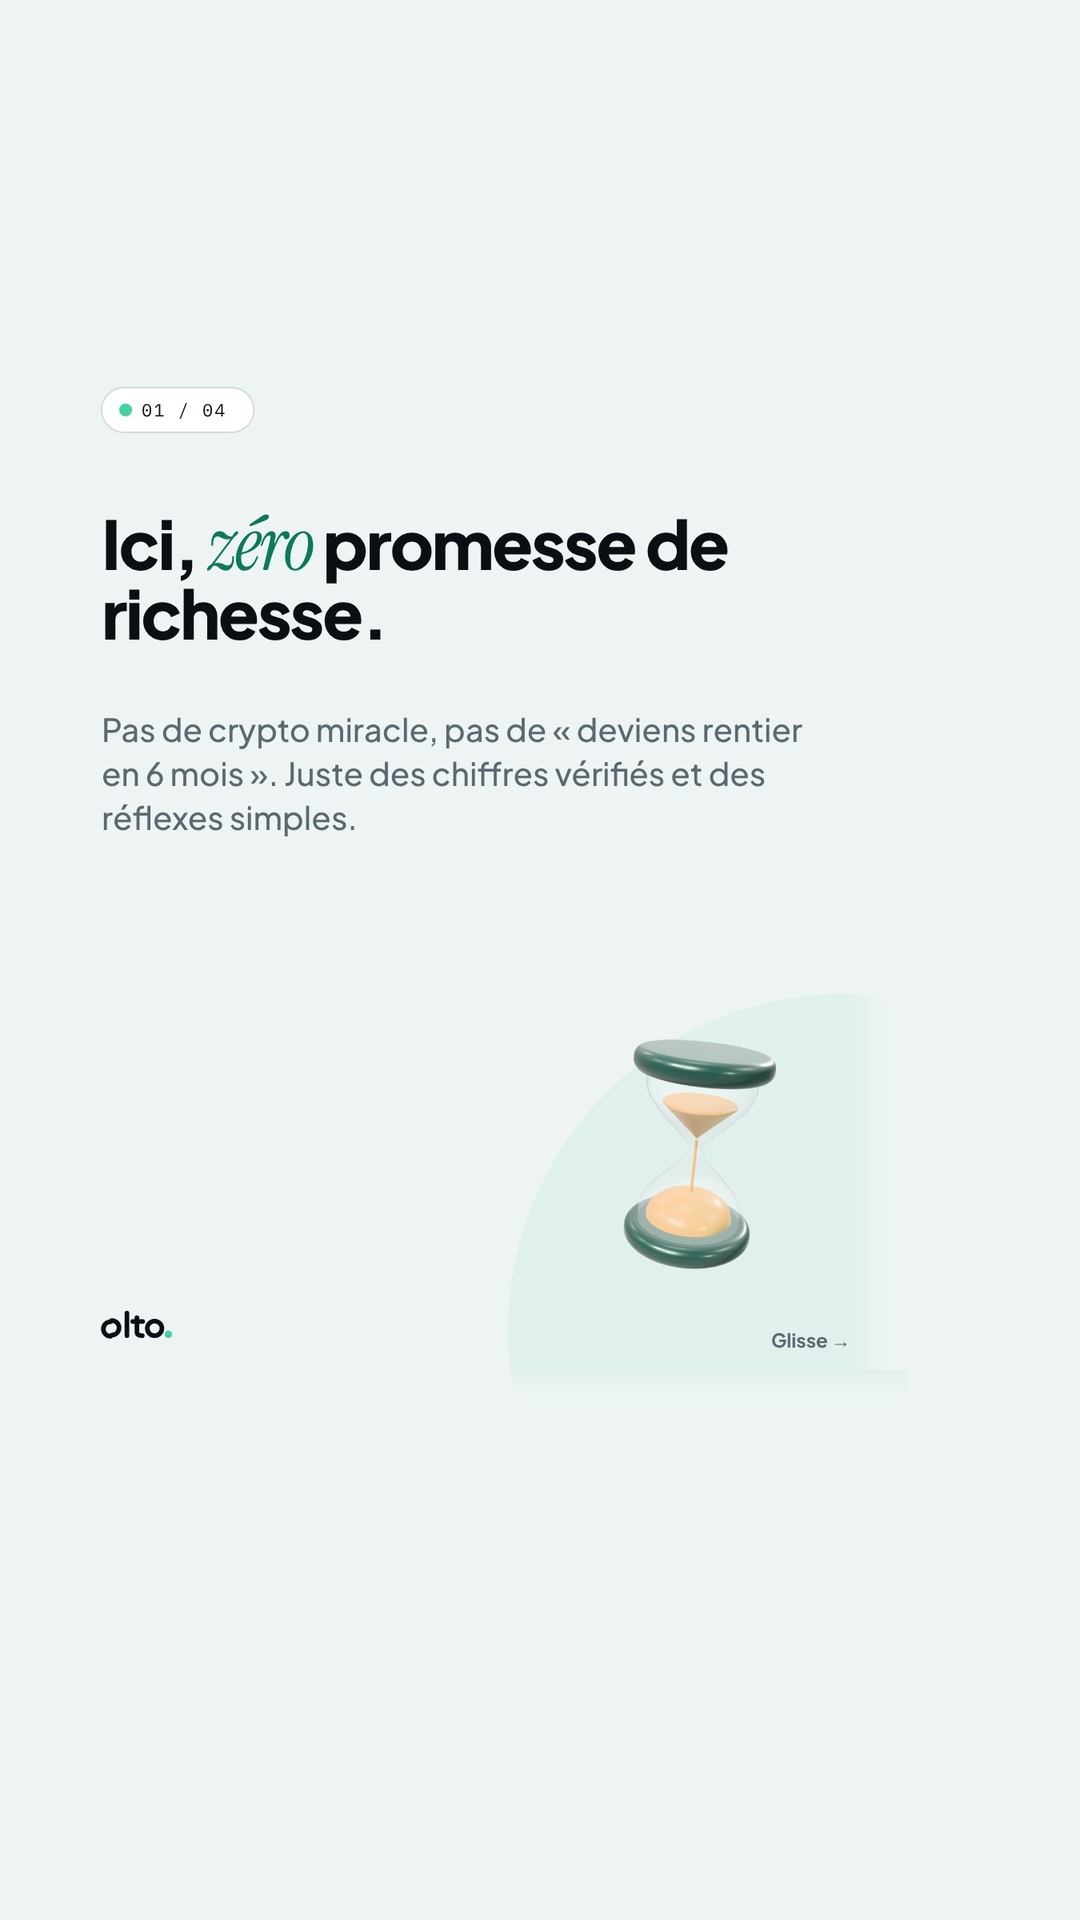 01 / 04
Ici, zéro promesse de
richesse.
Pas de crypto miracle, pas de « deviens rentier
en 6 mois ». Juste des chiffres vérifiés et des
réflexes simples.
olto.
Glisse →